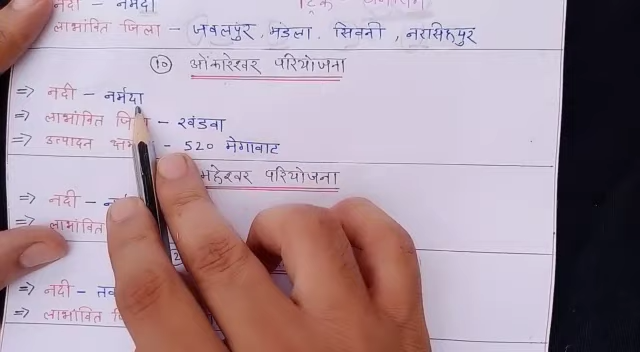 नदी - नर्मदा
लाभांवित जिला - जबलपुर, मंडला, सिवनी, नरसिंहपुर
(10) ओंकारेश्वर परियोजना
⇒ नदी - नर्मदा
⇒ लाभांवित - खंडवा
⇒ उत्पादन - 520 मेगावाट
महेश्वर परियोजना
⇒ नदी -
⇒ लाभांवित
⇒ नदी -
⇒ लाभांवित